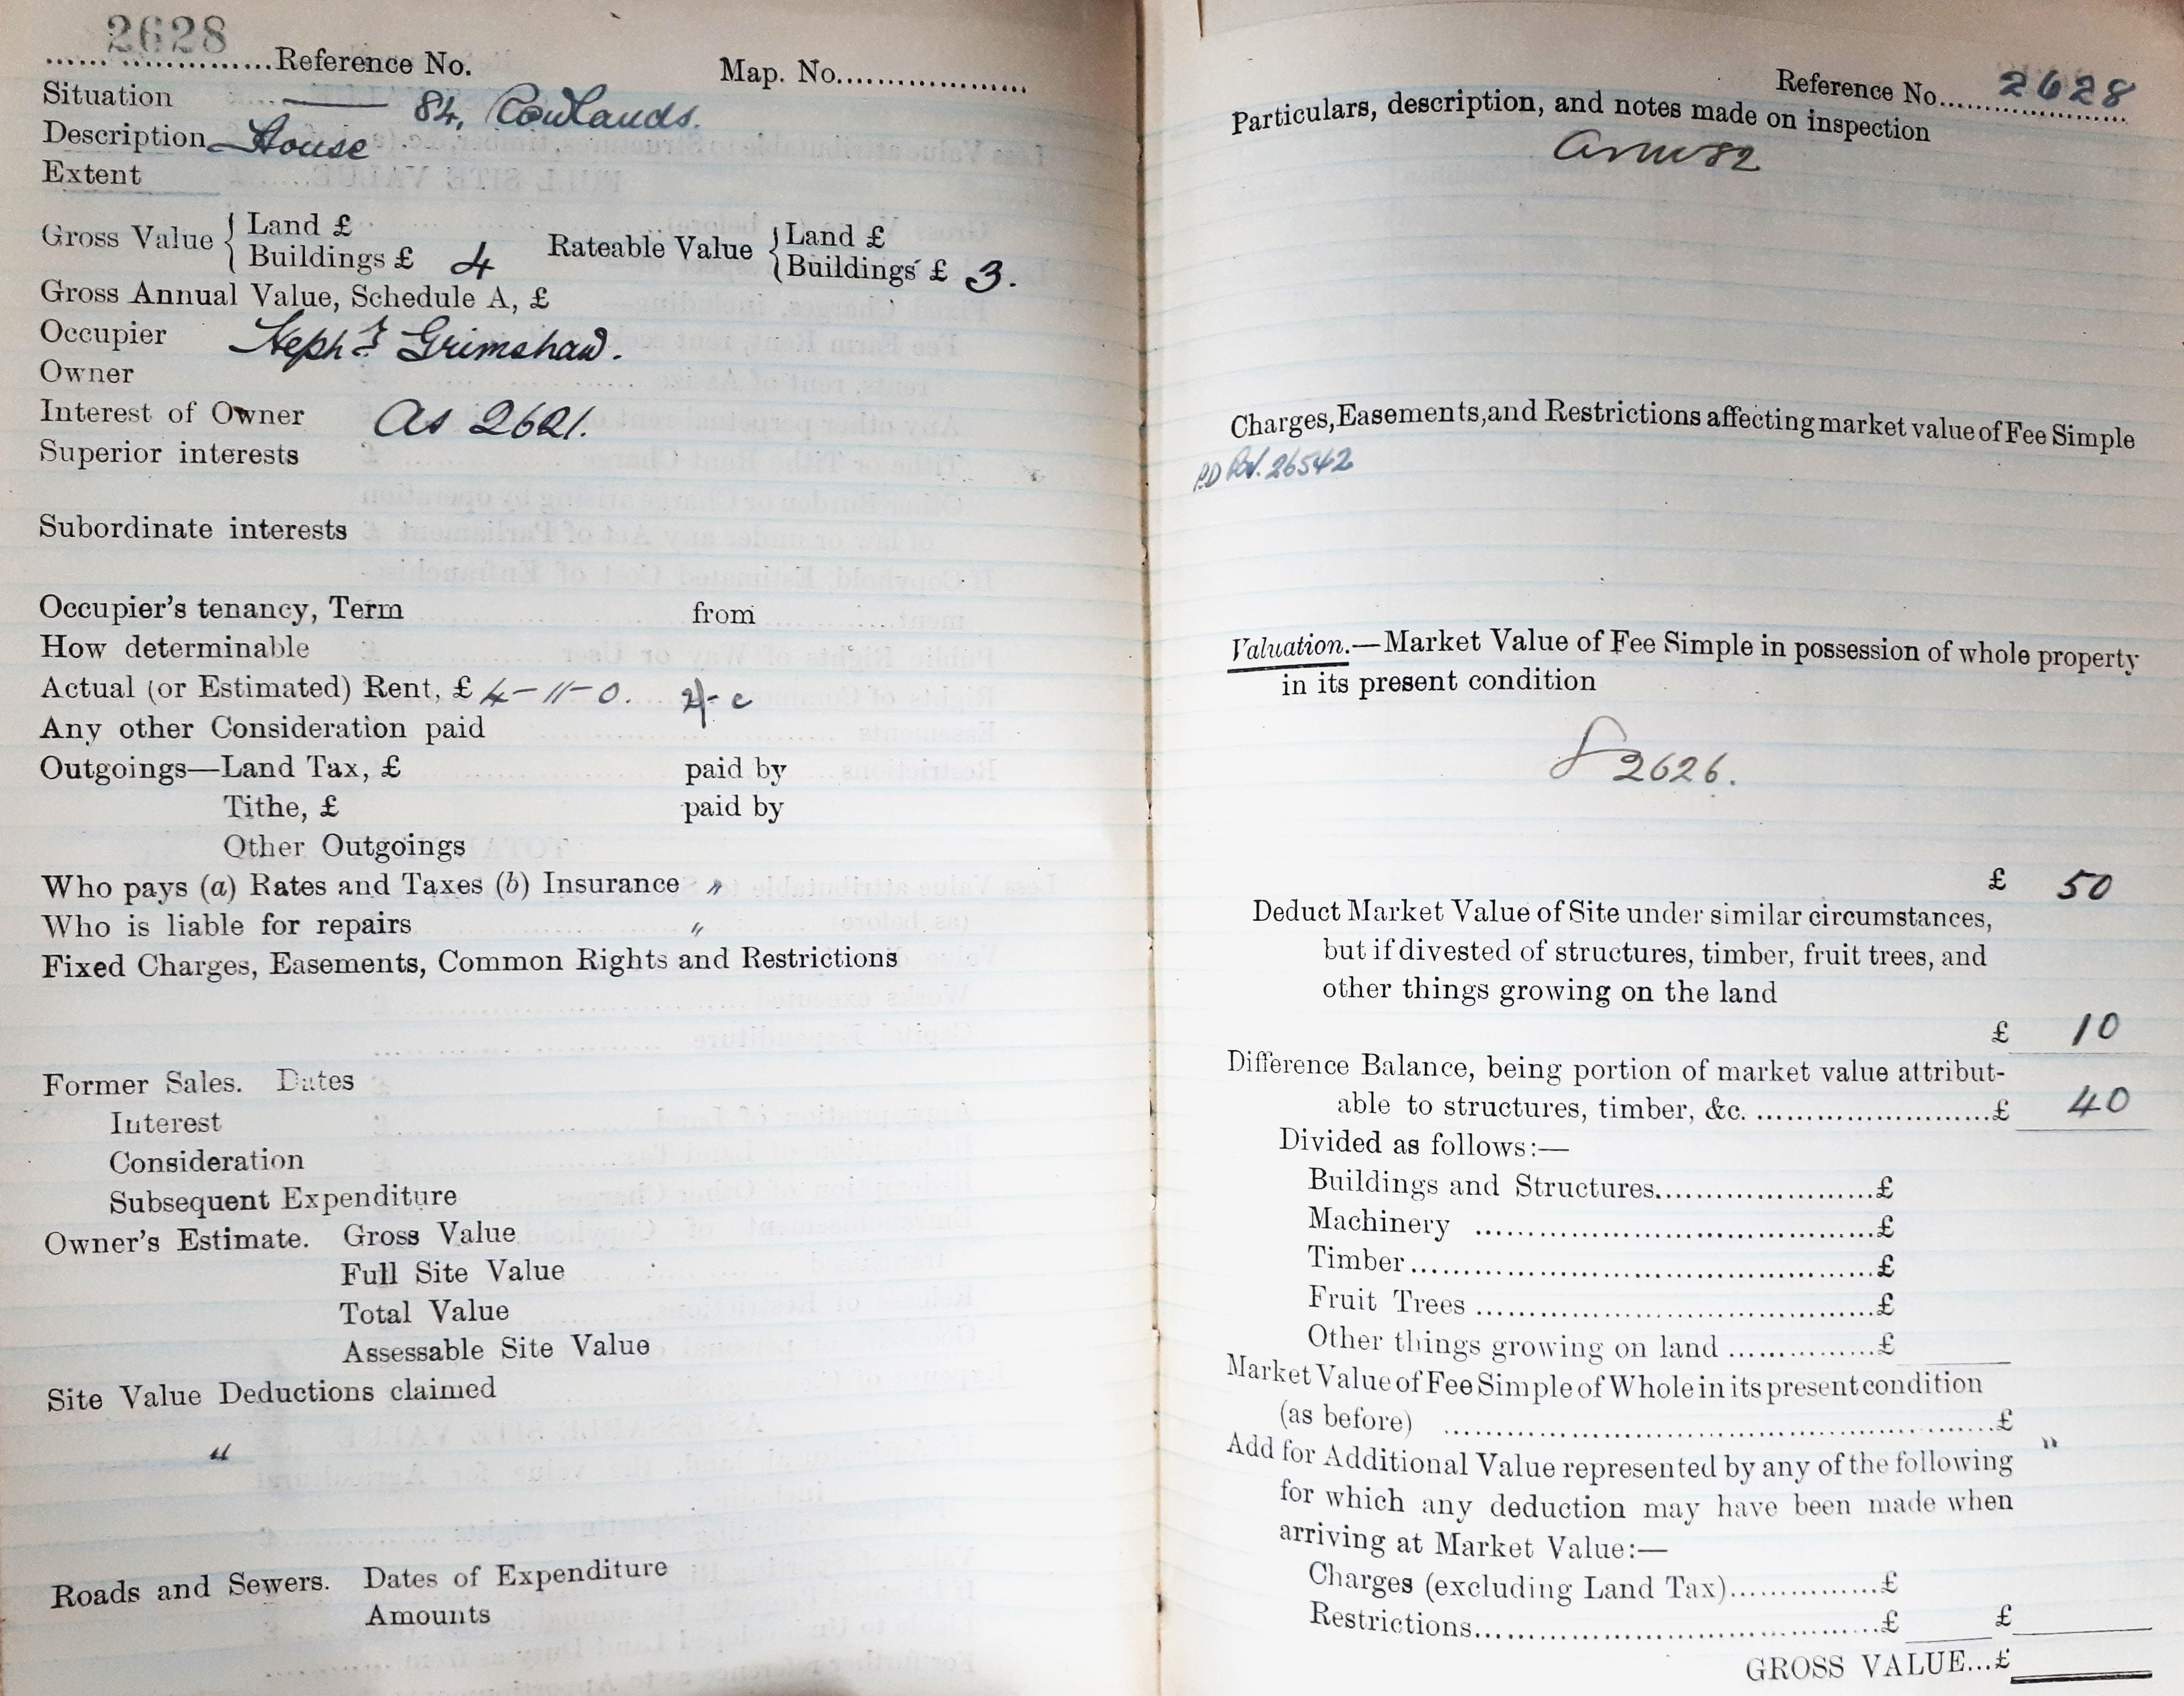 2628
...... ..............Reference No. Map. No...................
Situation 84, Rowlands.
Description House
Extent
Gross Value { Land £
Buildings £ 4 Rateable Value { Land £
Buildings £ 3.
Gross Annual Value, Schedule A, £
Occupier Steph? Grimshaw.
Owner
Interest of Owner As 2621.
Superior interests
Subordinate interests
Occupier's tenancy, Term from
How determinable
Actual (or Estimated) Rent, £ 4-11-0.
Any other Consideration paid
Outgoings—Land Tax, £ paid by
Tithe, £ paid by
Other Outgoings
Who pays (a) Rates and Taxes (b) Insurance "
Who is liable for repairs "
Fixed Charges, Easements, Common Rights and Restrictions
Former Sales. Dates
Interest
Consideration
Subsequent Expenditure
Owner's Estimate. Gross Value
Full Site Value
Total Value
Assessable Site Value
Site Value Deductions claimed
"
Roads and Sewers. Dates of Expenditure
Amounts
Reference No. 2628
Particulars, description, and notes made on inspection
Charges, Easements, and Restrictions affecting market value of Fee Simple
26542
Valuation.—Market Value of Fee Simple in possession of whole property
in its present condition
2626.
£ 50
Deduct Market Value of Site under similar circumstances,
but if divested of structures, timber, fruit trees, and
other things growing on the land
£ 10
Difference Balance, being portion of market value attribut-
able to structures, timber, &c. ........................£ 40
Divided as follows:—
Buildings and Structures......................£
Machinery ........................................£
Timber..............................................£
Fruit Trees ........................................£
Other things growing on land ...............£
Market Value of Fee Simple of Whole in its present condition
(as before) .......................................................£
Add for Additional Value represented by any of the following "
for which any deduction may have been made when
arriving at Market Value:—
Charges (excluding Land Tax)...............£
Restrictions........................................£ £
GROSS VALUE...£